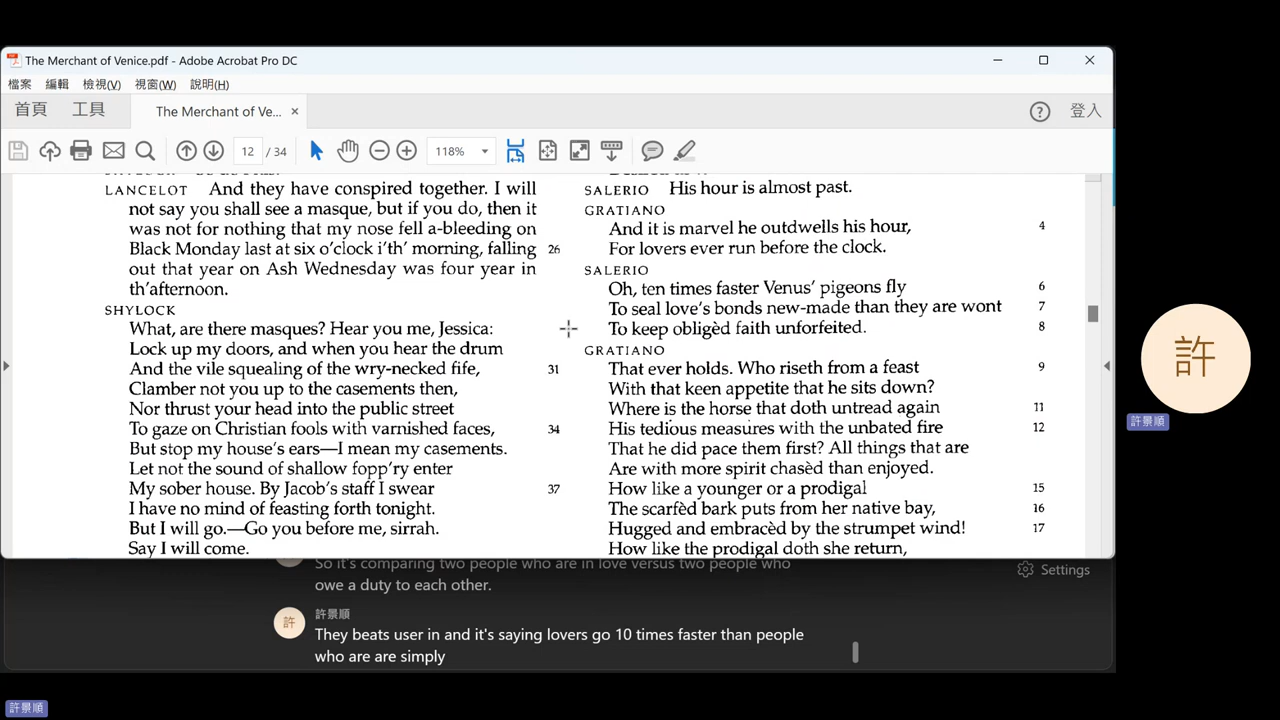 The Merchant of Venice.pdf - Adobe Acrobat Pro DC
檔案 編輯 檢視(V) 視窗(W) 說明(H)
首頁 工具 The Merchant of Ve... × 登入
12 / 34 118%
LANCELOT And they have conspired together. I will
not say you shall see a masque, but if you do, then it
was not for nothing that my nose fell a-bleeding on
Black Monday last at six o'clock i'th' morning, falling 26
out that year on Ash Wednesday was four year in
th'afternoon.
SHYLOCK
What, are there masques? Hear you me, Jessica:
Lock up my doors, and when you hear the drum
And the vile squealing of the wry-necked fife, 31
Clamber not you up to the casements then,
Nor thrust your head into the public street
To gaze on Christian fools with varnished faces, 34
But stop my house's ears—I mean my casements.
Let not the sound of shallow fopp'ry enter
My sober house. By Jacob's staff I swear 37
I have no mind of feasting forth tonight.
But I will go.—Go you before me, sirrah.
Say I will come.
SALERIO His hour is almost past.
GRATIANO
And it is marvel he outdwells his hour, 4
For lovers ever run before the clock.
SALERIO
Oh, ten times faster Venus' pigeons fly 6
To seal love's bonds new-made than they are wont 7
To keep obligèd faith unforfeited. 8
GRATIANO
That ever holds. Who riseth from a feast 9
With that keen appetite that he sits down?
Where is the horse that doth untread again 11
His tedious measures with the unbated fire 12
That he did pace them first? All things that are
Are with more spirit chasèd than enjoyed.
How like a younger or a prodigal 15
The scarfèd bark puts from her native bay, 16
Hugged and embracèd by the strumpet wind! 17
How like the prodigal doth she return,
So it's comparing two people who are in love versus two people who
owe a duty to each other.
許 許景順
They beats user in and it's saying lovers go 10 times faster than people
who are are simply
Settings
許
許景順
許景順